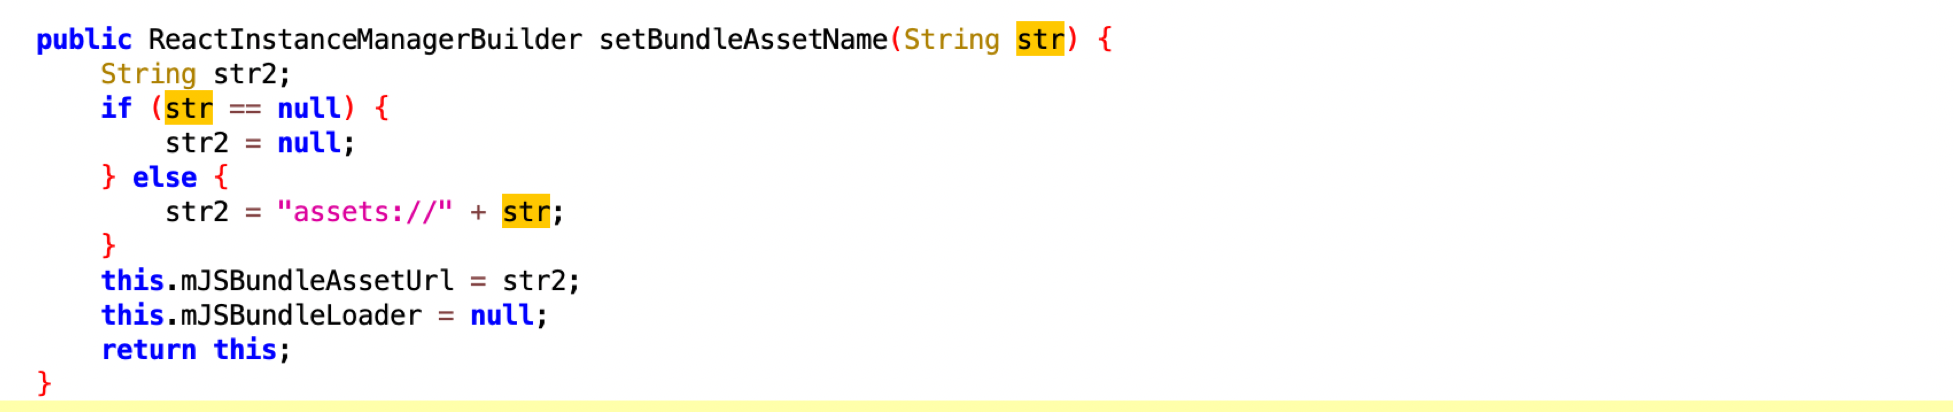 public ReactInstanceManagerBuilder setBundleAssetName(String str) {
    String str2;
    if (str == null) {
        str2 = null;
    } else {
        str2 = "assets://" + str;
    }
    this.mJSBundleAssetUrl = str2;
    this.mJSBundleLoader = null;
    return this;
}